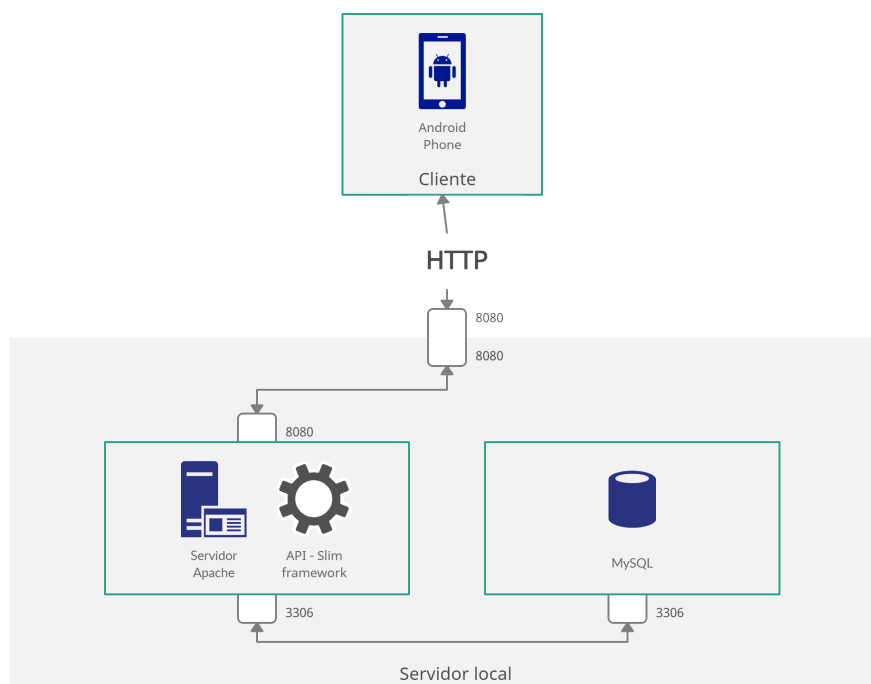 Android
Phone
Cliente
HTTP
8080
8080
8080
Servidor
Apache
API - Slim
framework
MySQL
3306
3306
Servidor local